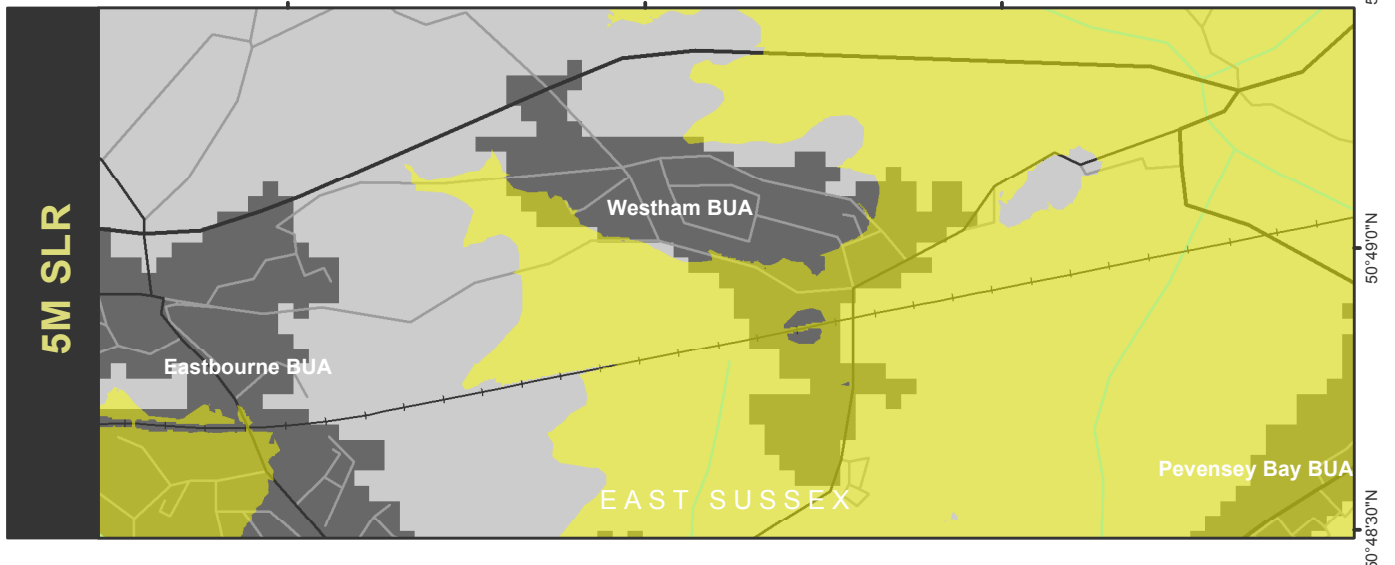 5M SLR
Westham BUA
Eastbourne BUA
Pevensey Bay BUA
EAST SUSSEX
50°49'0"N
50°48'30"N